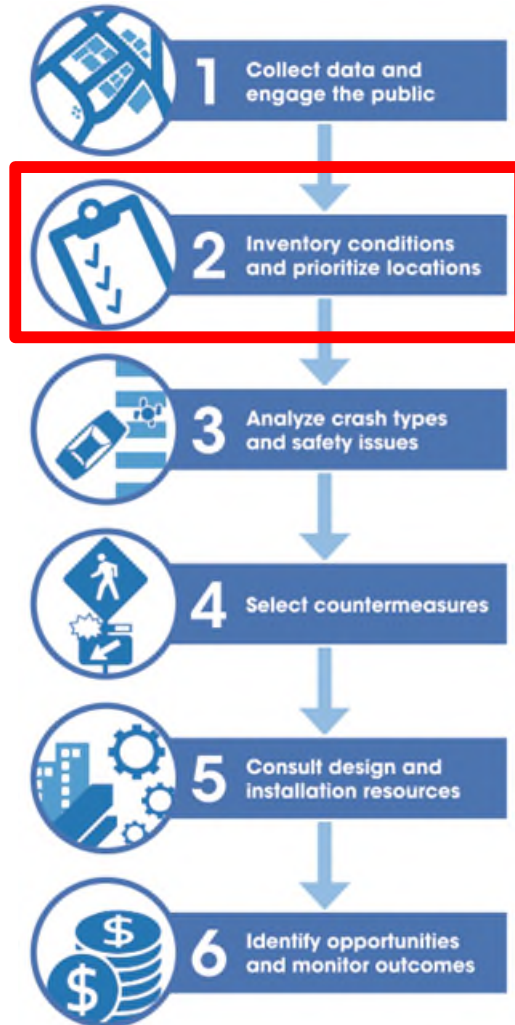 1 Collect data and
engage the public
2 Inventory conditions
and prioritize locations
3 Analyze crash types
and safety issues
4 Select countermeasures
5 Consult design and
installation resources
6 Identify opportunities
and monitor outcomes
$
$